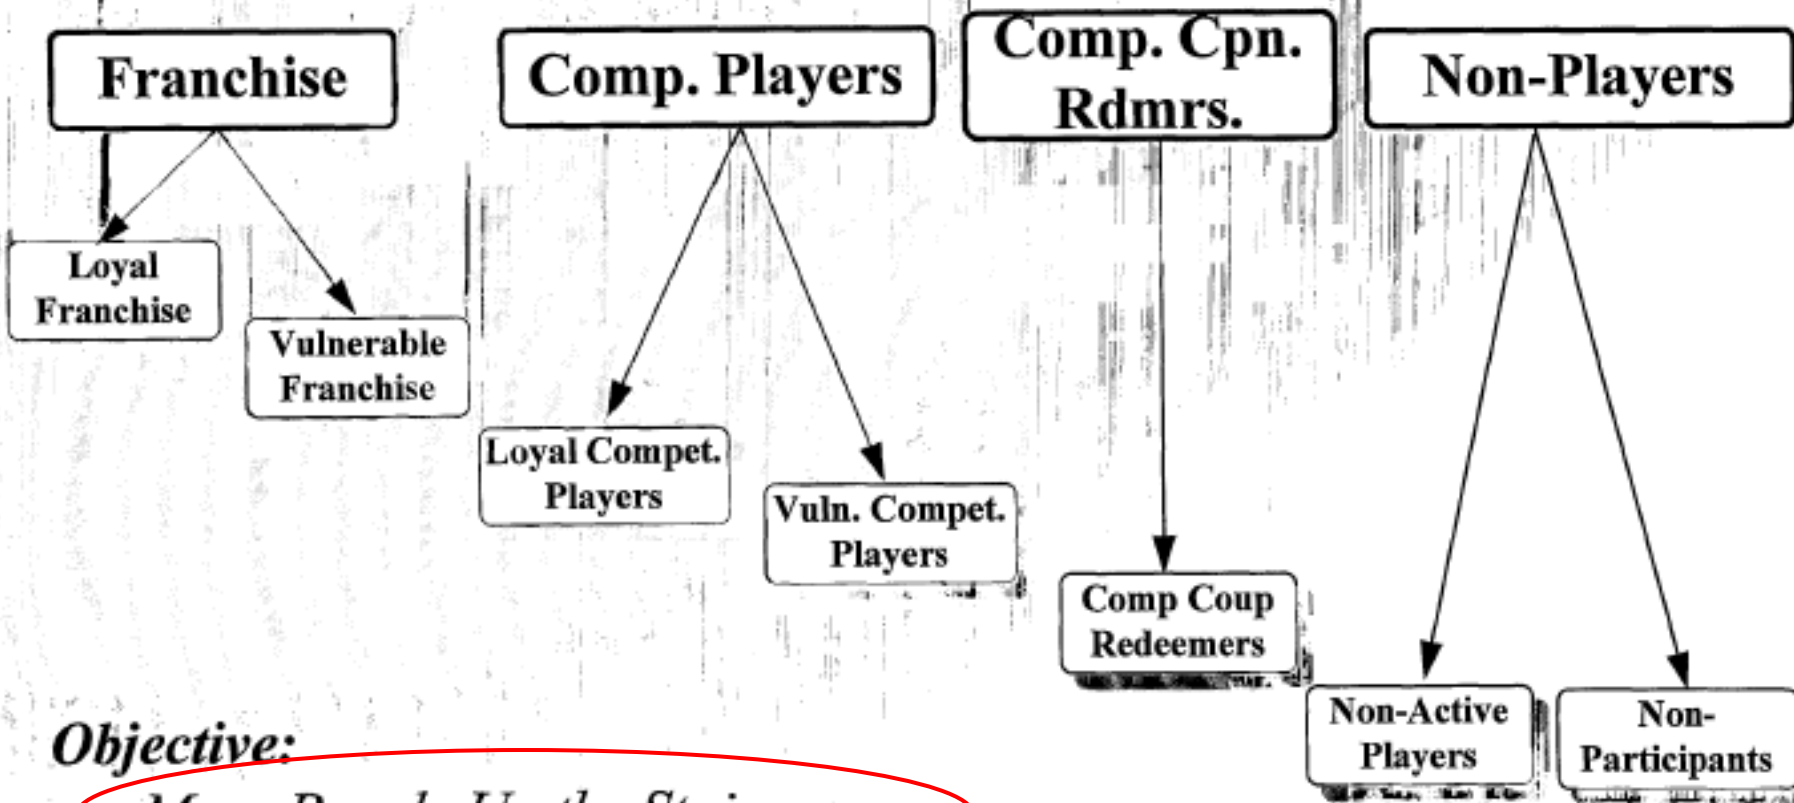 Franchise
Comp. Players
Comp. Cpn.
Rdmrs.
Non-Players
Loyal
Franchise
Vulnerable
Franchise
Loyal Compet.
Players
Vuln. Compet.
Players
Comp Coup
Redeemers
Non-Active
Players
Non-
Participants
Objective: